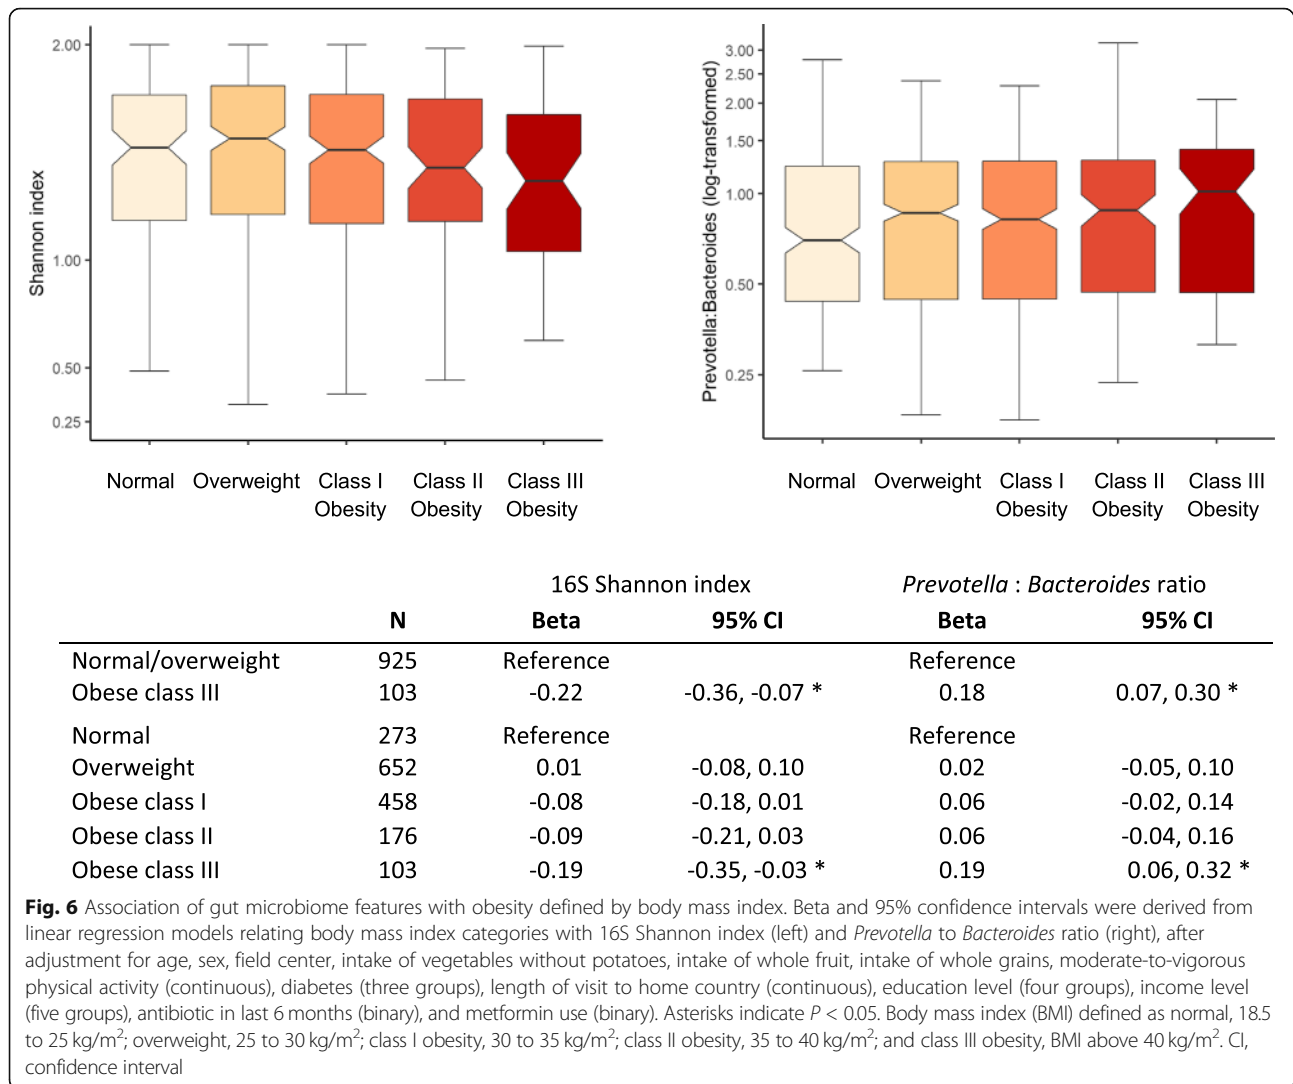 Shannon index
2.00
1.00
0.50
0.25
Normal Overweight Class I Obesity Class II Obesity Class III Obesity
Prevotella:Bacteroides (log-transformed)
3.00
2.50
2.00
1.50
1.00
0.50
0.25
Normal Overweight Class I Obesity Class II Obesity Class III Obesity
16S Shannon index Prevotella : Bacteroides ratio
N Beta 95% CI Beta 95% CI
Normal/overweight 925 Reference Reference
Obese class III 103 -0.22 -0.36, -0.07 * 0.18 0.07, 0.30 *
Normal 273 Reference Reference
Overweight 652 0.01 -0.08, 0.10 0.02 -0.05, 0.10
Obese class I 458 -0.08 -0.18, 0.01 0.06 -0.02, 0.14
Obese class II 176 -0.09 -0.21, 0.03 0.06 -0.04, 0.16
Obese class III 103 -0.19 -0.35, -0.03 * 0.19 0.06, 0.32 *
Fig. 6 Association of gut microbiome features with obesity defined by body mass index. Beta and 95% confidence intervals were derived from
linear regression models relating body mass index categories with 16S Shannon index (left) and Prevotella to Bacteroides ratio (right), after
adjustment for age, sex, field center, intake of vegetables without potatoes, intake of whole fruit, intake of whole grains, moderate-to-vigorous
physical activity (continuous), diabetes (three groups), length of visit to home country (continuous), education level (four groups), income level
(five groups), antibiotic in last 6 months (binary), and metformin use (binary). Asterisks indicate P < 0.05. Body mass index (BMI) defined as normal, 18.5
to 25 kg/m²; overweight, 25 to 30 kg/m²; class I obesity, 30 to 35 kg/m²; class II obesity, 35 to 40 kg/m²; and class III obesity, BMI above 40 kg/m². CI,
confidence interval